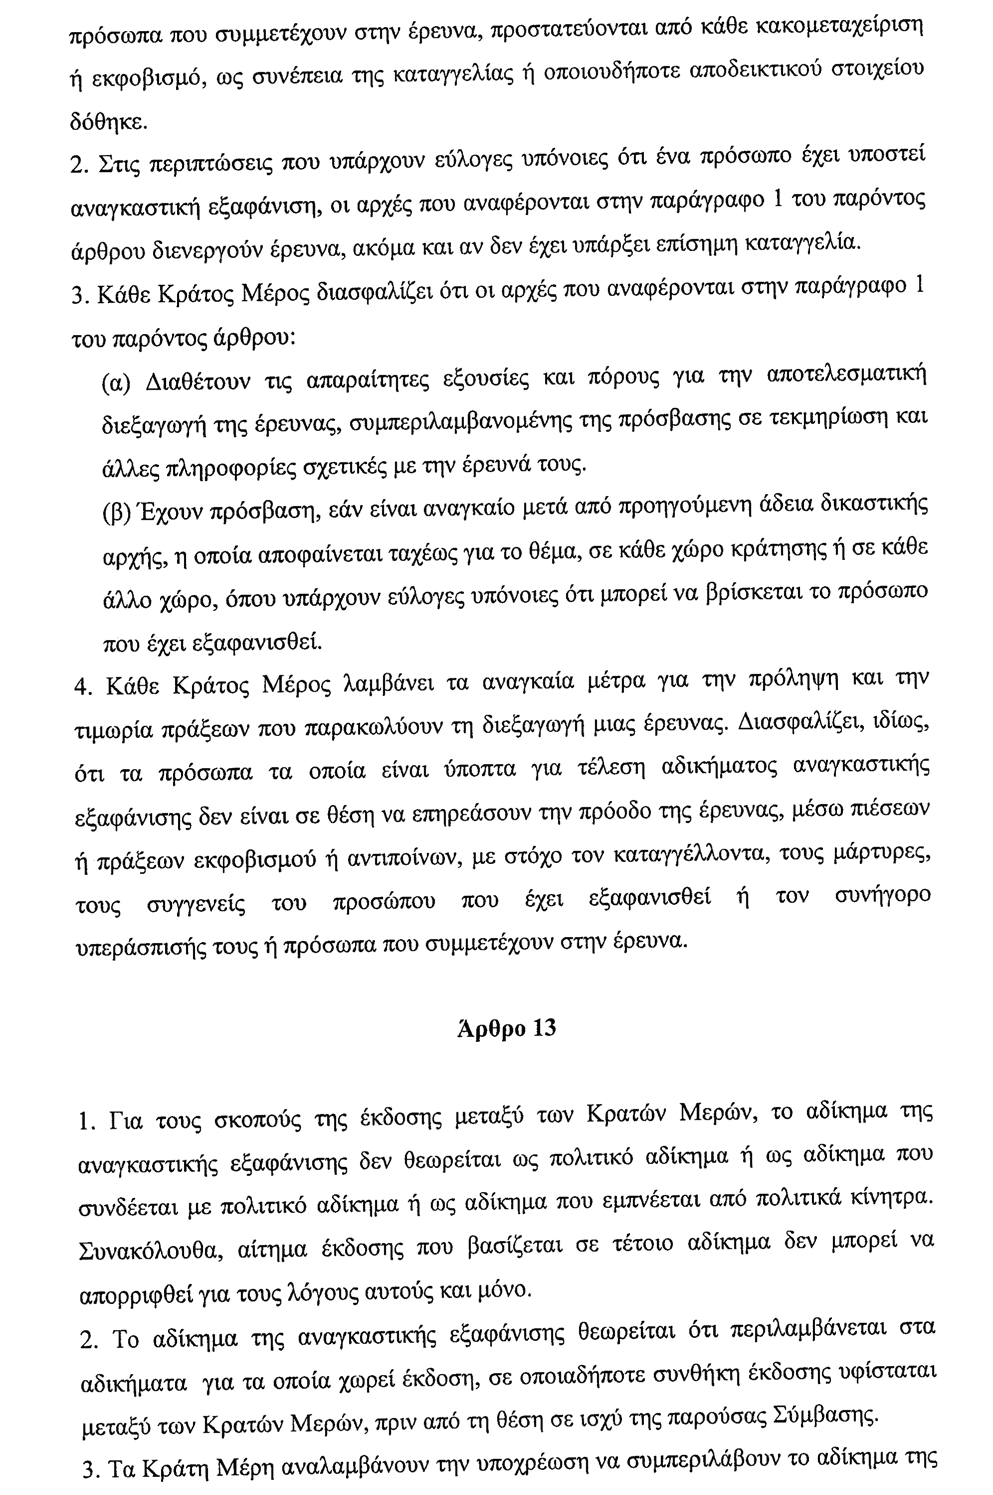 πρόσωπα που συμμετέχουν στην έρευνα, προστατεύονται από κάθε κακομεταχείριση
ή εκφοβισμό, ως συνέπεια της καταγγελίας ή οποιουδήποτε αποδεικτικού στοιχείου
δόθηκε.
2. Στις περιπτώσεις που υπάρχουν εύλογες υπόνοιες ότι ένα πρόσωπο έχει υποστεί
αναγκαστική εξαφάνιση, οι αρχές που αναφέρονται στην παράγραφο 1 του παρόντος
άρθρου διενεργούν έρευνα, ακόμα και αν δεν έχει υπάρξει επίσημη καταγγελία.
3. Κάθε Κράτος Μέρος διασφαλίζει ότι οι αρχές που αναφέρονται στην παράγραφο 1
του παρόντος άρθρου:
(α) Διαθέτουν τις απαραίτητες εξουσίες και πόρους για την αποτελεσματική
διεξαγωγή της έρευνας, συμπεριλαμβανομένης της πρόσβασης σε τεκμηρίωση και
άλλες πληροφορίες σχετικές με την έρευνά τους.
(β) Έχουν πρόσβαση, εάν είναι αναγκαίο μετά από προηγούμενη άδεια δικαστικής
αρχής, η οποία αποφαίνεται ταχέως για το θέμα, σε κάθε χώρο κράτησης ή σε κάθε
άλλο χώρο, όπου υπάρχουν εύλογες υπόνοιες ότι μπορεί να βρίσκεται το πρόσωπο
που έχει εξαφανισθεί.
4. Κάθε Κράτος Μέρος λαμβάνει τα αναγκαία μέτρα για την πρόληψη και την
τιμωρία πράξεων που παρακωλύουν τη διεξαγωγή μιας έρευνας. Διασφαλίζει, ιδίως,
ότι τα πρόσωπα τα οποία είναι ύποπτα για τέλεση αδικήματος αναγκαστικής
εξαφάνισης δεν είναι σε θέση να επηρεάσουν την πρόοδο της έρευνας, μέσω πιέσεων
ή πράξεων εκφοβισμού ή αντιποίνων, με στόχο τον καταγγέλλοντα, τους μάρτυρες,
τους συγγενείς του προσώπου που έχει εξαφανισθεί ή τον συνήγορο
υπεράσπισής τους ή πρόσωπα που συμμετέχουν στην έρευνα.
Άρθρο 13
1. Για τους σκοπούς της έκδοσης μεταξύ των Κρατών Μερών, το αδίκημα της
αναγκαστικής εξαφάνισης δεν θεωρείται ως πολιτικό αδίκημα ή ως αδίκημα που
συνδέεται με πολιτικό αδίκημα ή ως αδίκημα που εμπνέεται από πολιτικά κίνητρα.
Συνακόλουθα, αίτημα έκδοσης που βασίζεται σε τέτοιο αδίκημα δεν μπορεί να
απορριφθεί για τους λόγους αυτούς και μόνο.
2. Το αδίκημα της αναγκαστικής εξαφάνισης θεωρείται ότι περιλαμβάνεται στα
αδικήματα για τα οποία χωρεί έκδοση, σε οποιαδήποτε συνθήκη έκδοσης υφίσταται
μεταξύ των Κρατών Μερών, πριν από τη θέση σε ισχύ της παρούσας Σύμβασης.
3. Τα Κράτη Μέρη αναλαμβάνουν την υποχρέωση να συμπεριλάβουν το αδίκημα της